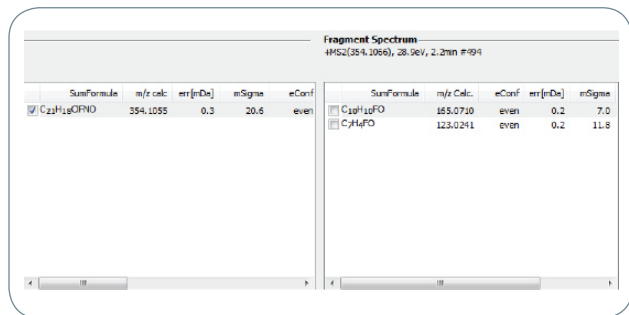 Fragment Spectrum
+MS2(354.1066), 28.9eV, 2.2min #494
SumFormula m/z calc err[mDa] mSigma eConf
C₂₁H₁₈ClFNO 354.1055 0.3 20.6 even
SumFormula m/z Calc. eConf err[mDa] mSigma
C₁₀H₁₀FO 165.0710 even 0.2 7.0
C₇H₄FO 123.0241 even 0.2 11.8